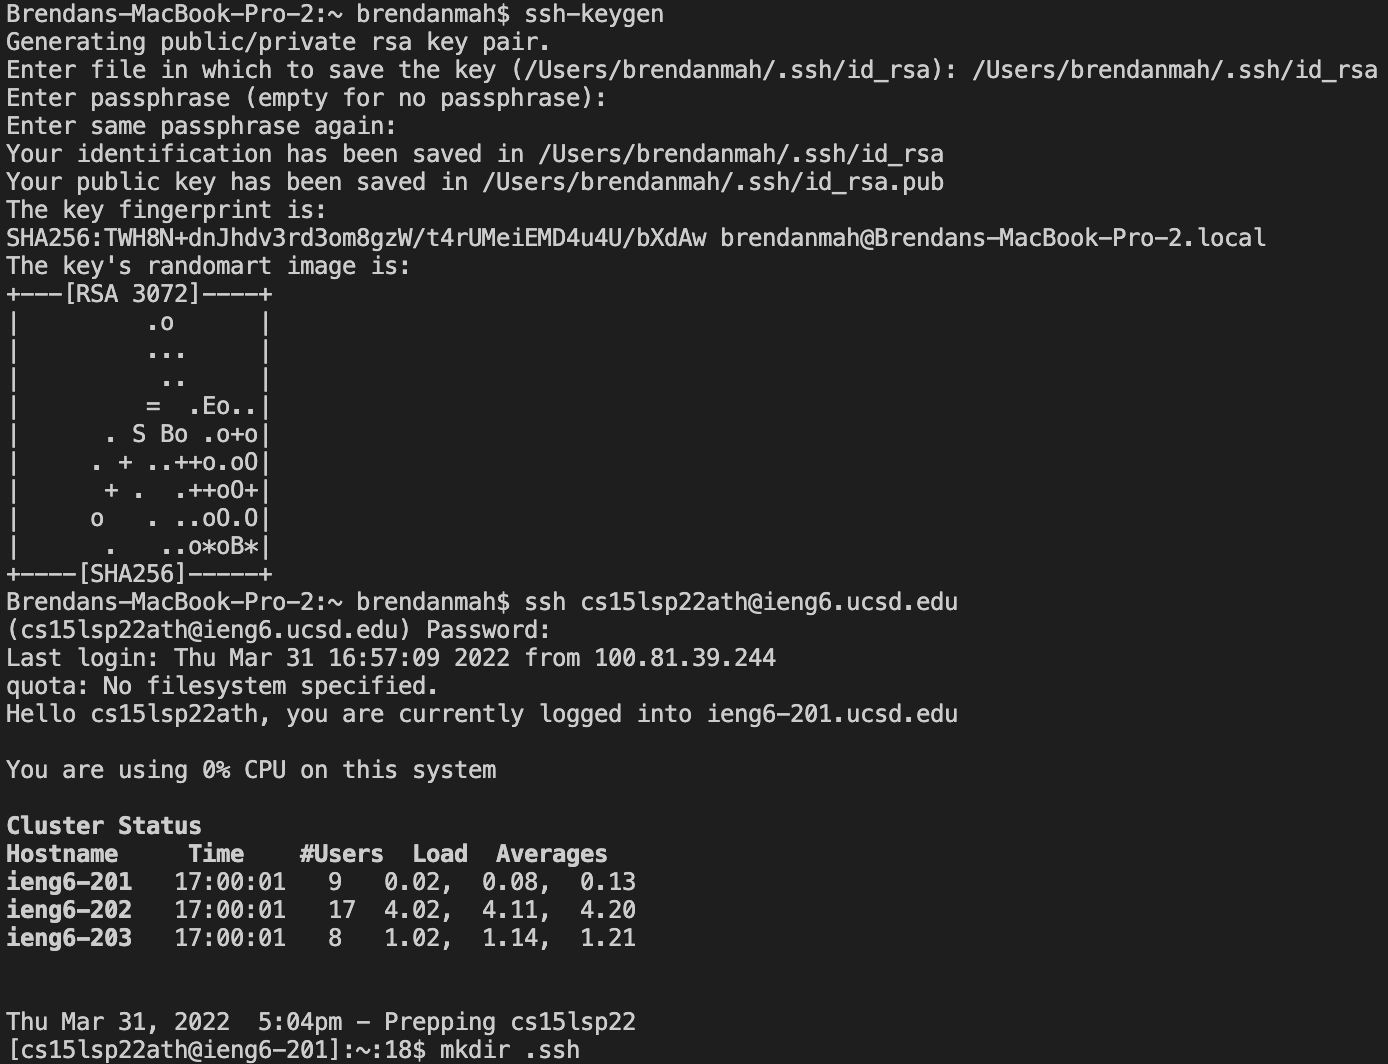 Brendans-MacBook-Pro-2:~ brendanmah$ ssh-keygen
Generating public/private rsa key pair.
Enter file in which to save the key (/Users/brendanmah/.ssh/id_rsa): /Users/brendanmah/.ssh/id_rsa
Enter passphrase (empty for no passphrase):
Enter same passphrase again:
Your identification has been saved in /Users/brendanmah/.ssh/id_rsa
Your public key has been saved in /Users/brendanmah/.ssh/id_rsa.pub
The key fingerprint is:
SHA256:TWH8N+dnJhdv3rd3om8gzW/t4rUMeiEMD4u4U/bXdAw brendanmah@Brendans-MacBook-Pro-2.local
The key's randomart image is:
+---[RSA 3072]----+
|         .o      |
|         ...     |
|          ..     |
|         =  .Eo..|
|      . S Bo .o+o|
|     . + ..++o.oO|
|      + .  .++oO+|
|     o   . ..oO.O|
|      .   ..o*oB*|
+----[SHA256]-----+
Brendans-MacBook-Pro-2:~ brendanmah$ ssh cs15lsp22ath@ieng6.ucsd.edu
(cs15lsp22ath@ieng6.ucsd.edu) Password:
Last login: Thu Mar 31 16:57:09 2022 from 100.81.39.244
quota: No filesystem specified.
Hello cs15lsp22ath, you are currently logged into ieng6-201.ucsd.edu
You are using 0% CPU on this system
Cluster Status
Hostname     Time    #Users  Load  Averages
ieng6-201   17:00:01   9   0.02,  0.08,  0.13
ieng6-202   17:00:01   17  4.02,  4.11,  4.20
ieng6-203   17:00:01   8   1.02,  1.14,  1.21
Thu Mar 31, 2022  5:04pm - Prepping cs15lsp22
[cs15lsp22ath@ieng6-201]:~:18$ mkdir .ssh